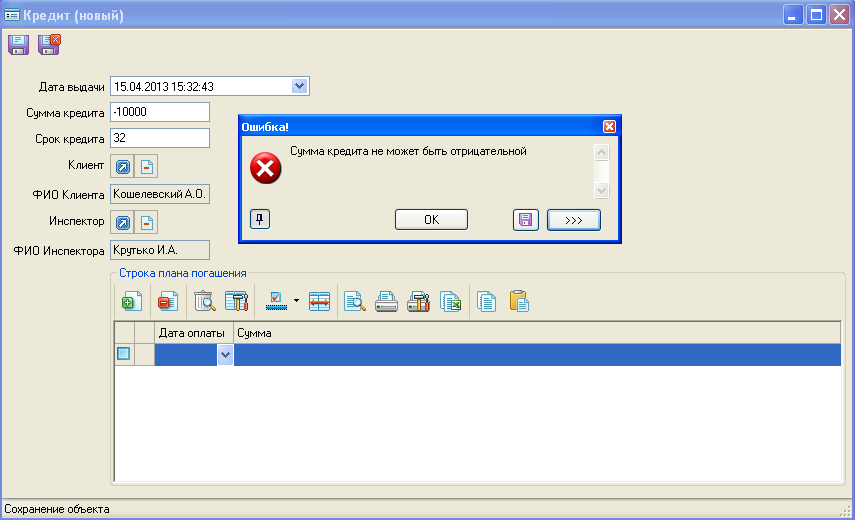 Кредит (новый)
Дата выдачи 15.04.2013 15:32:43
Сумма кредита -10000
Срок кредита 32
Клиент
ФИО Клиента Кошелевский А.О.
Инспектор
ФИО Инспектора Крутько И.А.
Ошибка!
Сумма кредита не может быть отрицательной
OK >>>
Строка плана погашения
Дата оплаты Сумма
Сохранение объекта